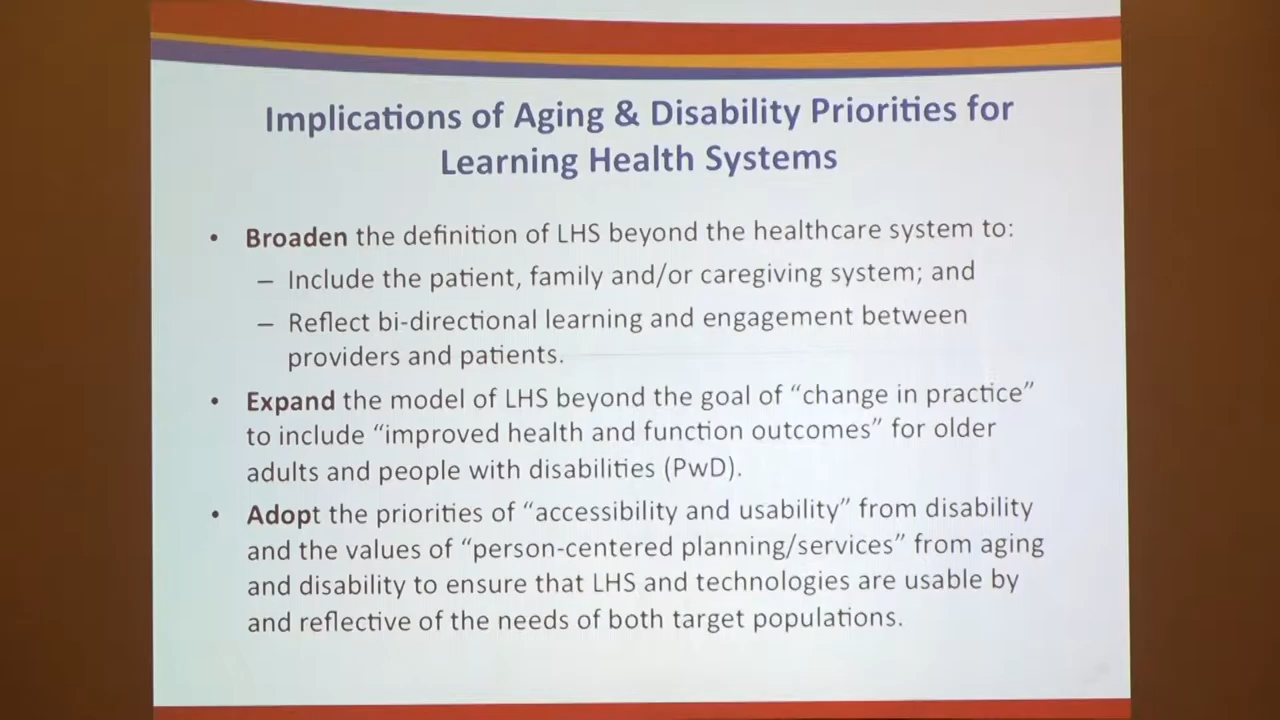 Implications of Aging & Disability Priorities for
Learning Health Systems
• Broaden the definition of LHS beyond the healthcare system to:
– Include the patient, family and/or caregiving system; and
– Reflect bi-directional learning and engagement between
providers and patients.
• Expand the model of LHS beyond the goal of “change in practice”
to include “improved health and function outcomes” for older
adults and people with disabilities (PwD).
• Adopt the priorities of “accessibility and usability” from disability
and the values of “person-centered planning/services” from aging
and disability to ensure that LHS and technologies are usable by
and reflective of the needs of both target populations.